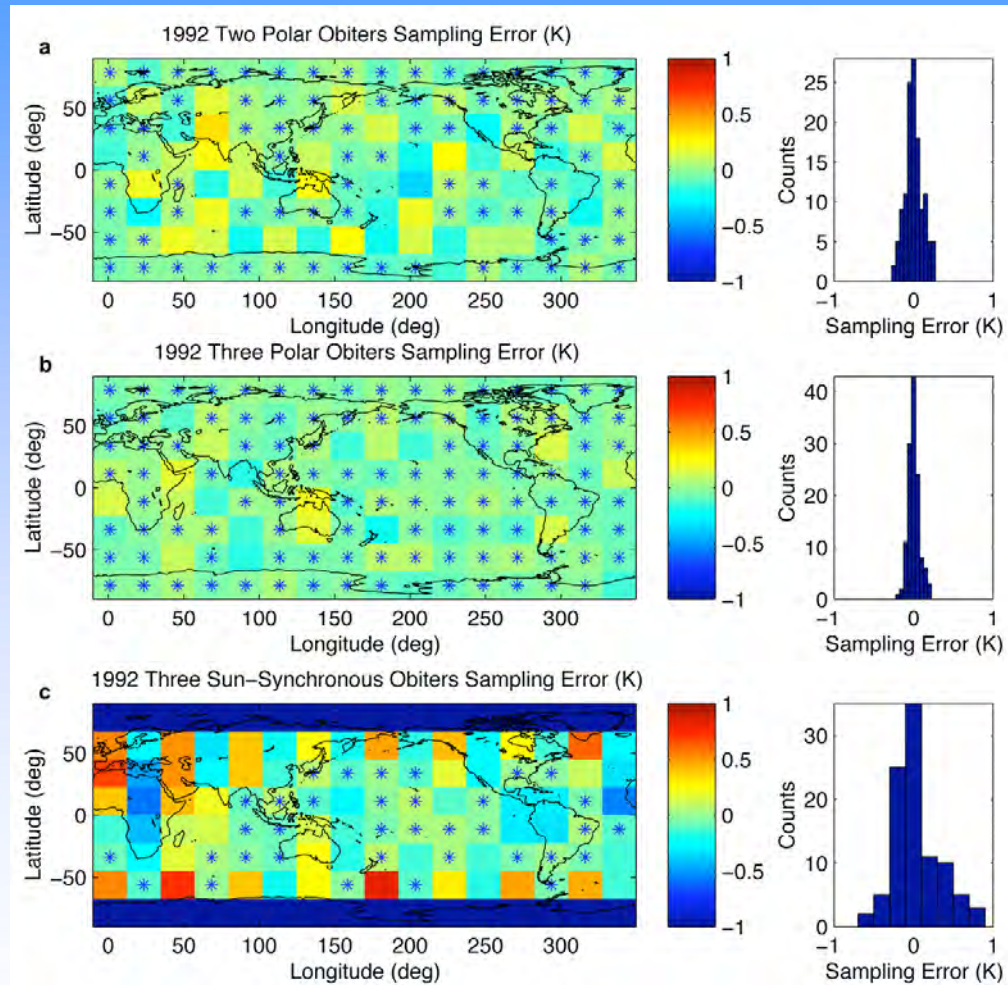 a
1992 Two Polar Obiters Sampling Error (K)
Latitude (deg)
50
0
−50
0 50 100 150 200 250 300
Longitude (deg)
1
0.5
0
−0.5
−1
Counts
25
20
15
10
5
0
−1 0 1
Sampling Error (K)
b
1992 Three Polar Obiters Sampling Error (K)
Latitude (deg)
50
0
−50
0 50 100 150 200 250 300
Longitude (deg)
1
0.5
0
−0.5
−1
Counts
40
30
20
10
0
−1 0 1
Sampling Error (K)
c
1992 Three Sun−Synchronous Obiters Sampling Error (K)
Latitude (deg)
50
0
−50
0 50 100 150 200 250 300
Longitude (deg)
1
0.5
0
−0.5
−1
Counts
30
20
10
0
−1 0 1
Sampling Error (K)